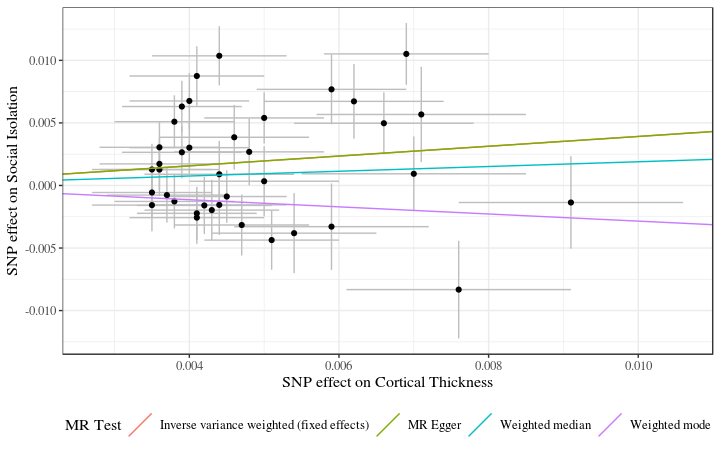 SNP effect on Social Isolation
0.010
0.005
0.000
-0.005
-0.010
0.004 0.006 0.008 0.010
SNP effect on Cortical Thickness
MR Test Inverse variance weighted (fixed effects) MR Egger Weighted median Weighted mode